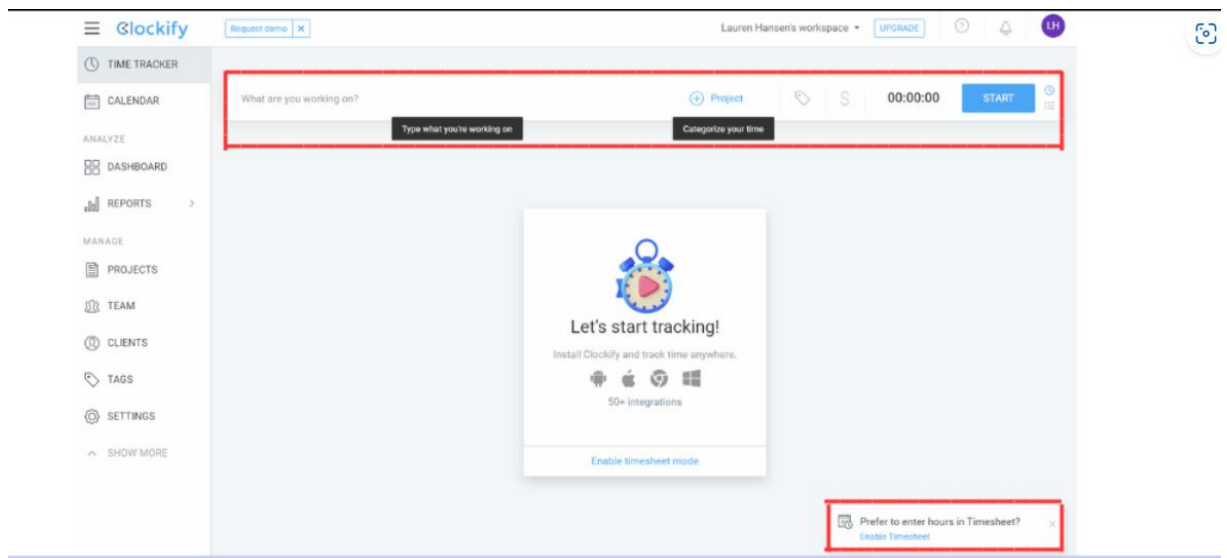 Clockify
Request demo
Lauren Hansen's workspace
UPGRADE
LH
TIME TRACKER
CALENDAR
ANALYZE
DASHBOARD
REPORTS
MANAGE
PROJECTS
TEAM
CLIENTS
TAGS
SETTINGS
SHOW MORE
What are you working on?
Project
$
00:00:00
START
Type what you're working on
Categorize your time
Let's start tracking!
Install Clockify and track time anywhere.
50+ integrations
Enable timesheet mode
Prefer to enter hours in Timesheet?
Enable Timesheet